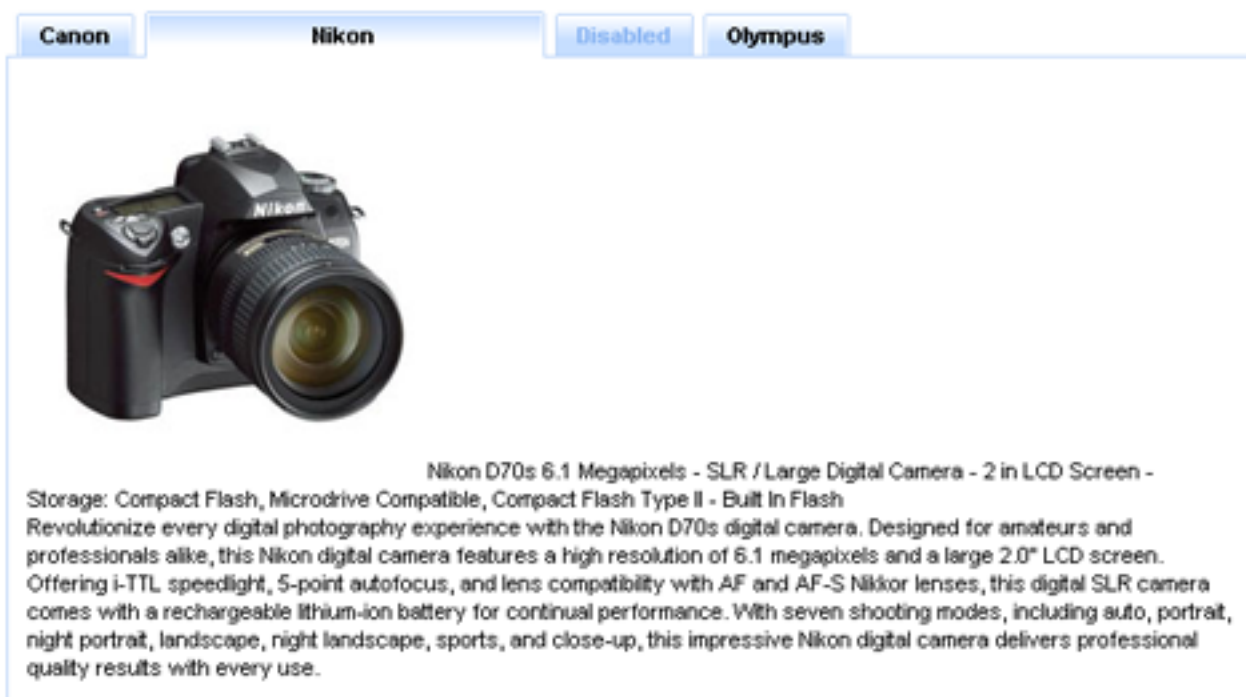 Canon
Nikon
Disabled
Olympus
Nikon
Nikon D70s 6.1 Megapixels - SLR / Large Digital Camera - 2 in LCD Screen -
Storage: Compact Flash, Microdrive Compatible, Compact Flash Type II - Built In Flash
Revolutionize every digital photography experience with the Nikon D70s digital camera. Designed for amateurs and
professionals alike, this Nikon digital camera features a high resolution of 6.1 megapixels and a large 2.0" LCD screen.
Offering i-TTL speedlight, 5-point autofocus, and lens compatibility with AF and AF-S Nikkor lenses, this digital SLR camera
comes with a rechargeable lithium-ion battery for continual performance. With seven shooting modes, including auto, portrait,
night portrait, landscape, night landscape, sports, and close-up, this impressive Nikon digital camera delivers professional
quality results with every use.